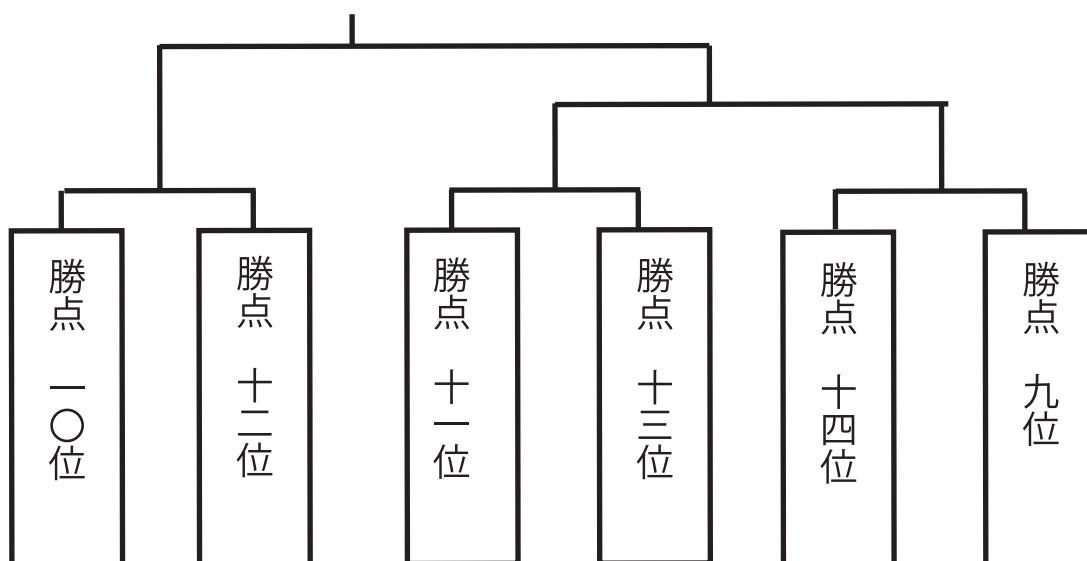 勝点　一〇位
勝点　十二位
勝点　十一位
勝点　十三位
勝点　十四位
勝点　九位